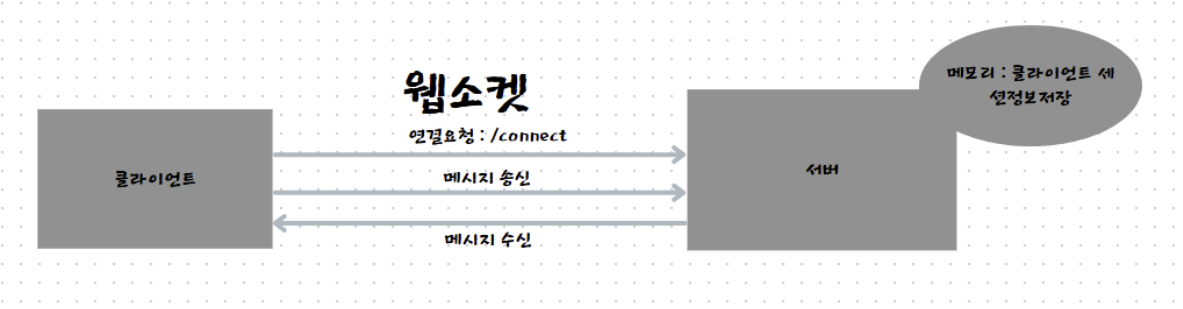 웹소켓
연결요청 : /connect
메시지 송신
메시지 수신
클라이언트
서버
메모리 : 클라이언트 세
션정보저장